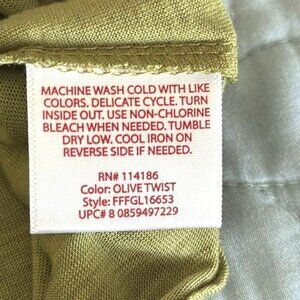 MACHINE WASH COLD WITH LIKE
COLORS. DELICATE CYCLE. TURN
INSIDE OUT. USE NON-CHLORINE
BLEACH WHEN NEEDED. TUMBLE
DRY LOW. COOL IRON ON
REVERSE SIDE IF NEEDED.
RN# 114186
Color: OLIVE TWIST
Style: FFFGL16653
UPC# 8 0859497229